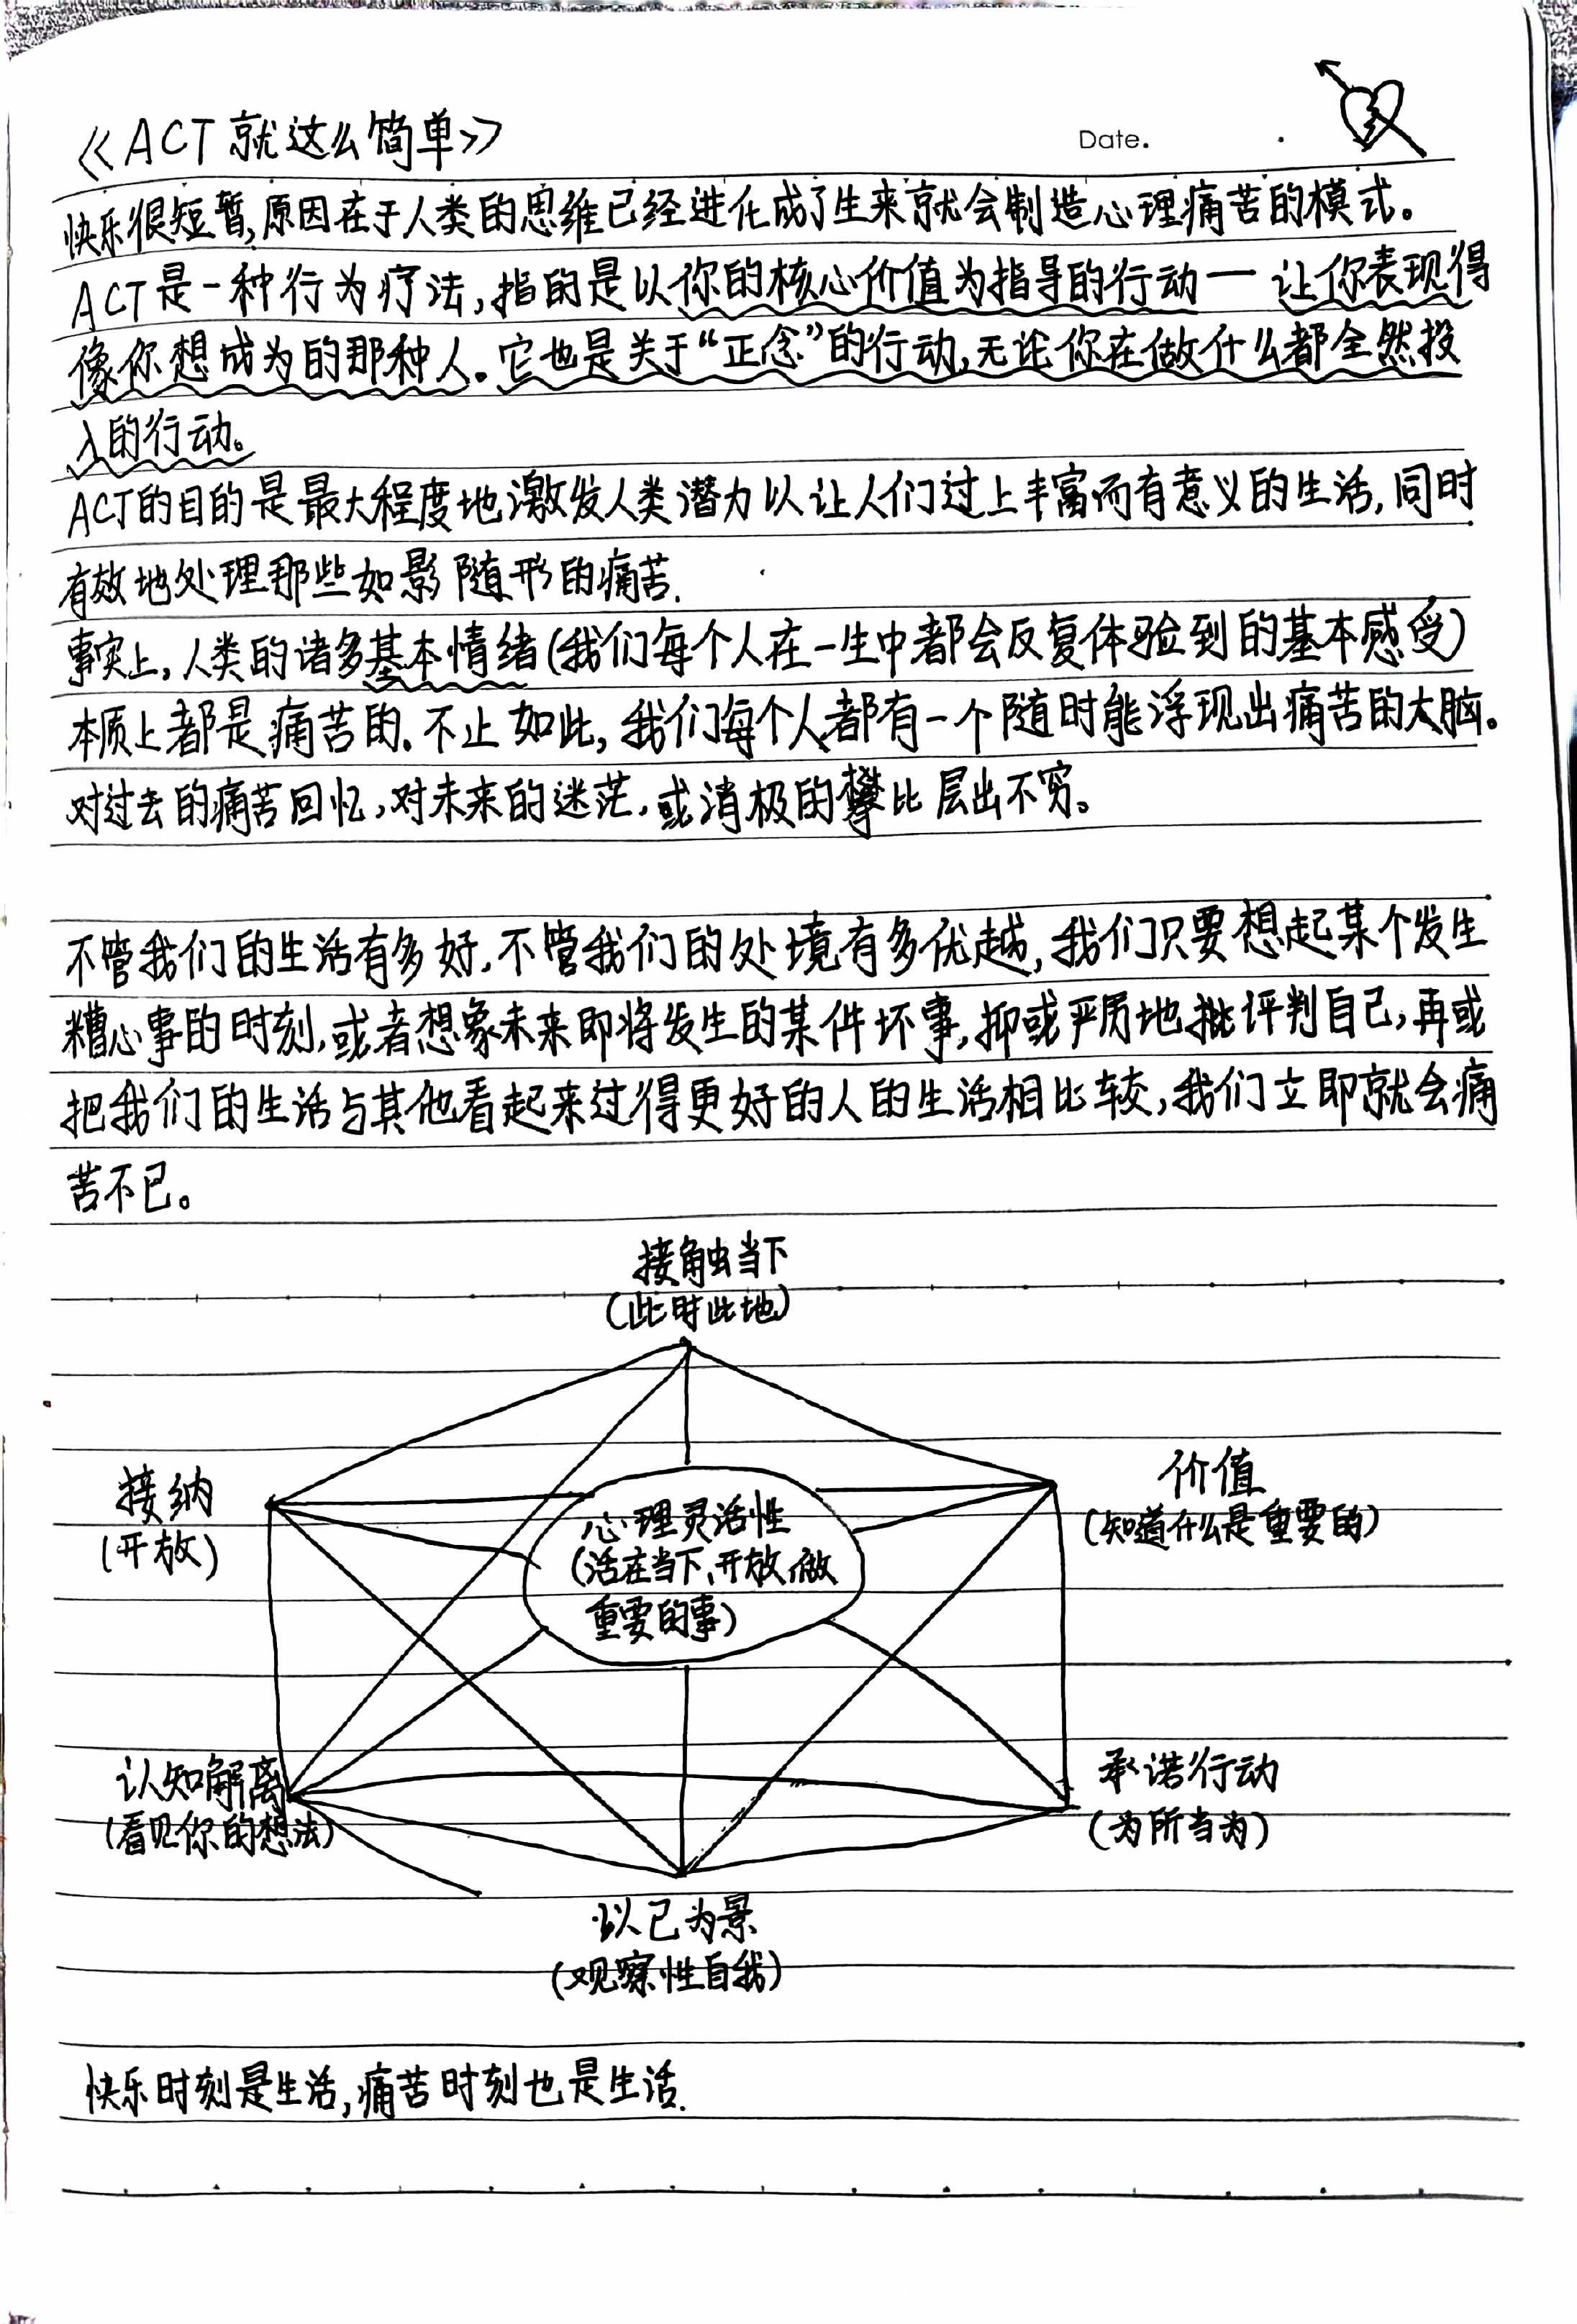 《ACT就这么简单》
Date.
快乐很短暂,原因在于人类的思维已经进化成了生来就会制造心理痛苦的模式。
ACT是一种行为疗法,指的是以你的核心价值为指导的行动一让你表现得
像你想成为的那种人。它也是关于“正念”的行动,无论你在做什么都全然投
入的行动。
ACT的目的是最大程度地激发人类潜力以让人们过上丰富而有意义的生活,同时
有效地处理那些如影随形的痛苦.
事实上,人类的诸多基本情绪(我们每个人在一生中都会反复体验到的基本感受)
本质上都是痛苦的。不止如此,我们每个人都有一个随时能浮现出痛苦的大脑。
对过去的痛苦回忆,对未来的迷茫,或消极的攀比层出不穷。
不管我们的生活有多好,不管我们的处境有多优越,我们只要想起某个发生
糟心事的时刻,或者想象未来即将发生的某件坏事,抑或严厉地批评判自己,再或
把我们的生活与其他看起来过得更好的人的生活相比较,我们立即就会痛
苦不已。
接触当下
(此时此地)
接纳
(开放)
价值
(知道什么是重要的)
心理灵活性
(活在当下、开放、做
重要的事)
认知解离
(看见你的想法)
承诺行动
(为所当为)
以己为景
(观察性自我)
快乐时刻是生活,痛苦时刻也是生活.